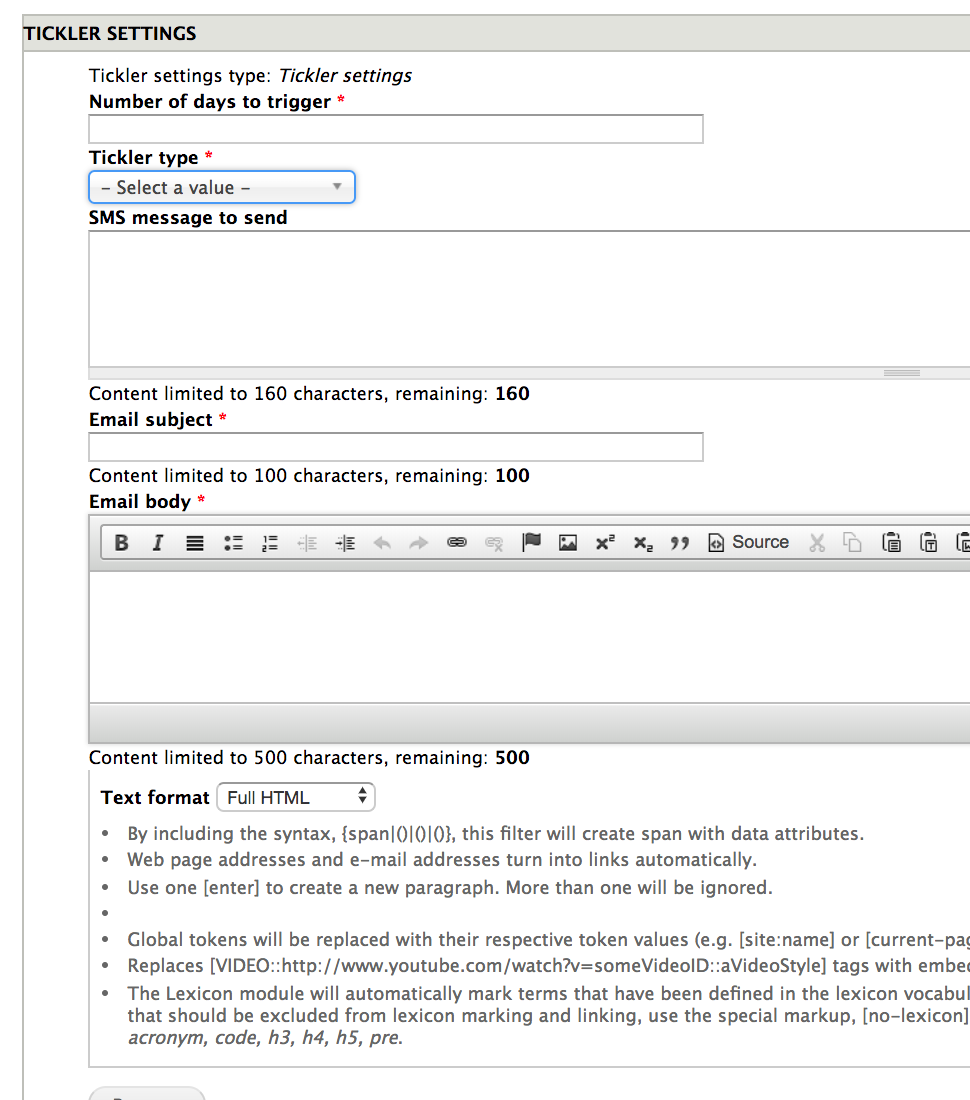 TICKLER SETTINGS
Tickler settings type: Tickler settings
Number of days to trigger *
Tickler type *
– Select a value –
SMS message to send
Content limited to 160 characters, remaining: 160
Email subject *
Content limited to 100 characters, remaining: 100
Email body *
Source
Content limited to 500 characters, remaining: 500
Text format Full HTML
• By including the syntax, {span|()|()|()}, this filter will create span with data attributes.
• Web page addresses and e-mail addresses turn into links automatically.
• Use one [enter] to create a new paragraph. More than one will be ignored.
•
• Global tokens will be replaced with their respective token values (e.g. [site:name] or [current-pag
• Replaces [VIDEO::http://www.youtube.com/watch?v=someVideoID::aVideoStyle] tags with embe
• The Lexicon module will automatically mark terms that have been defined in the lexicon vocabul
that should be excluded from lexicon marking and linking, use the special markup, [no-lexicon]
acronym, code, h3, h4, h5, pre.